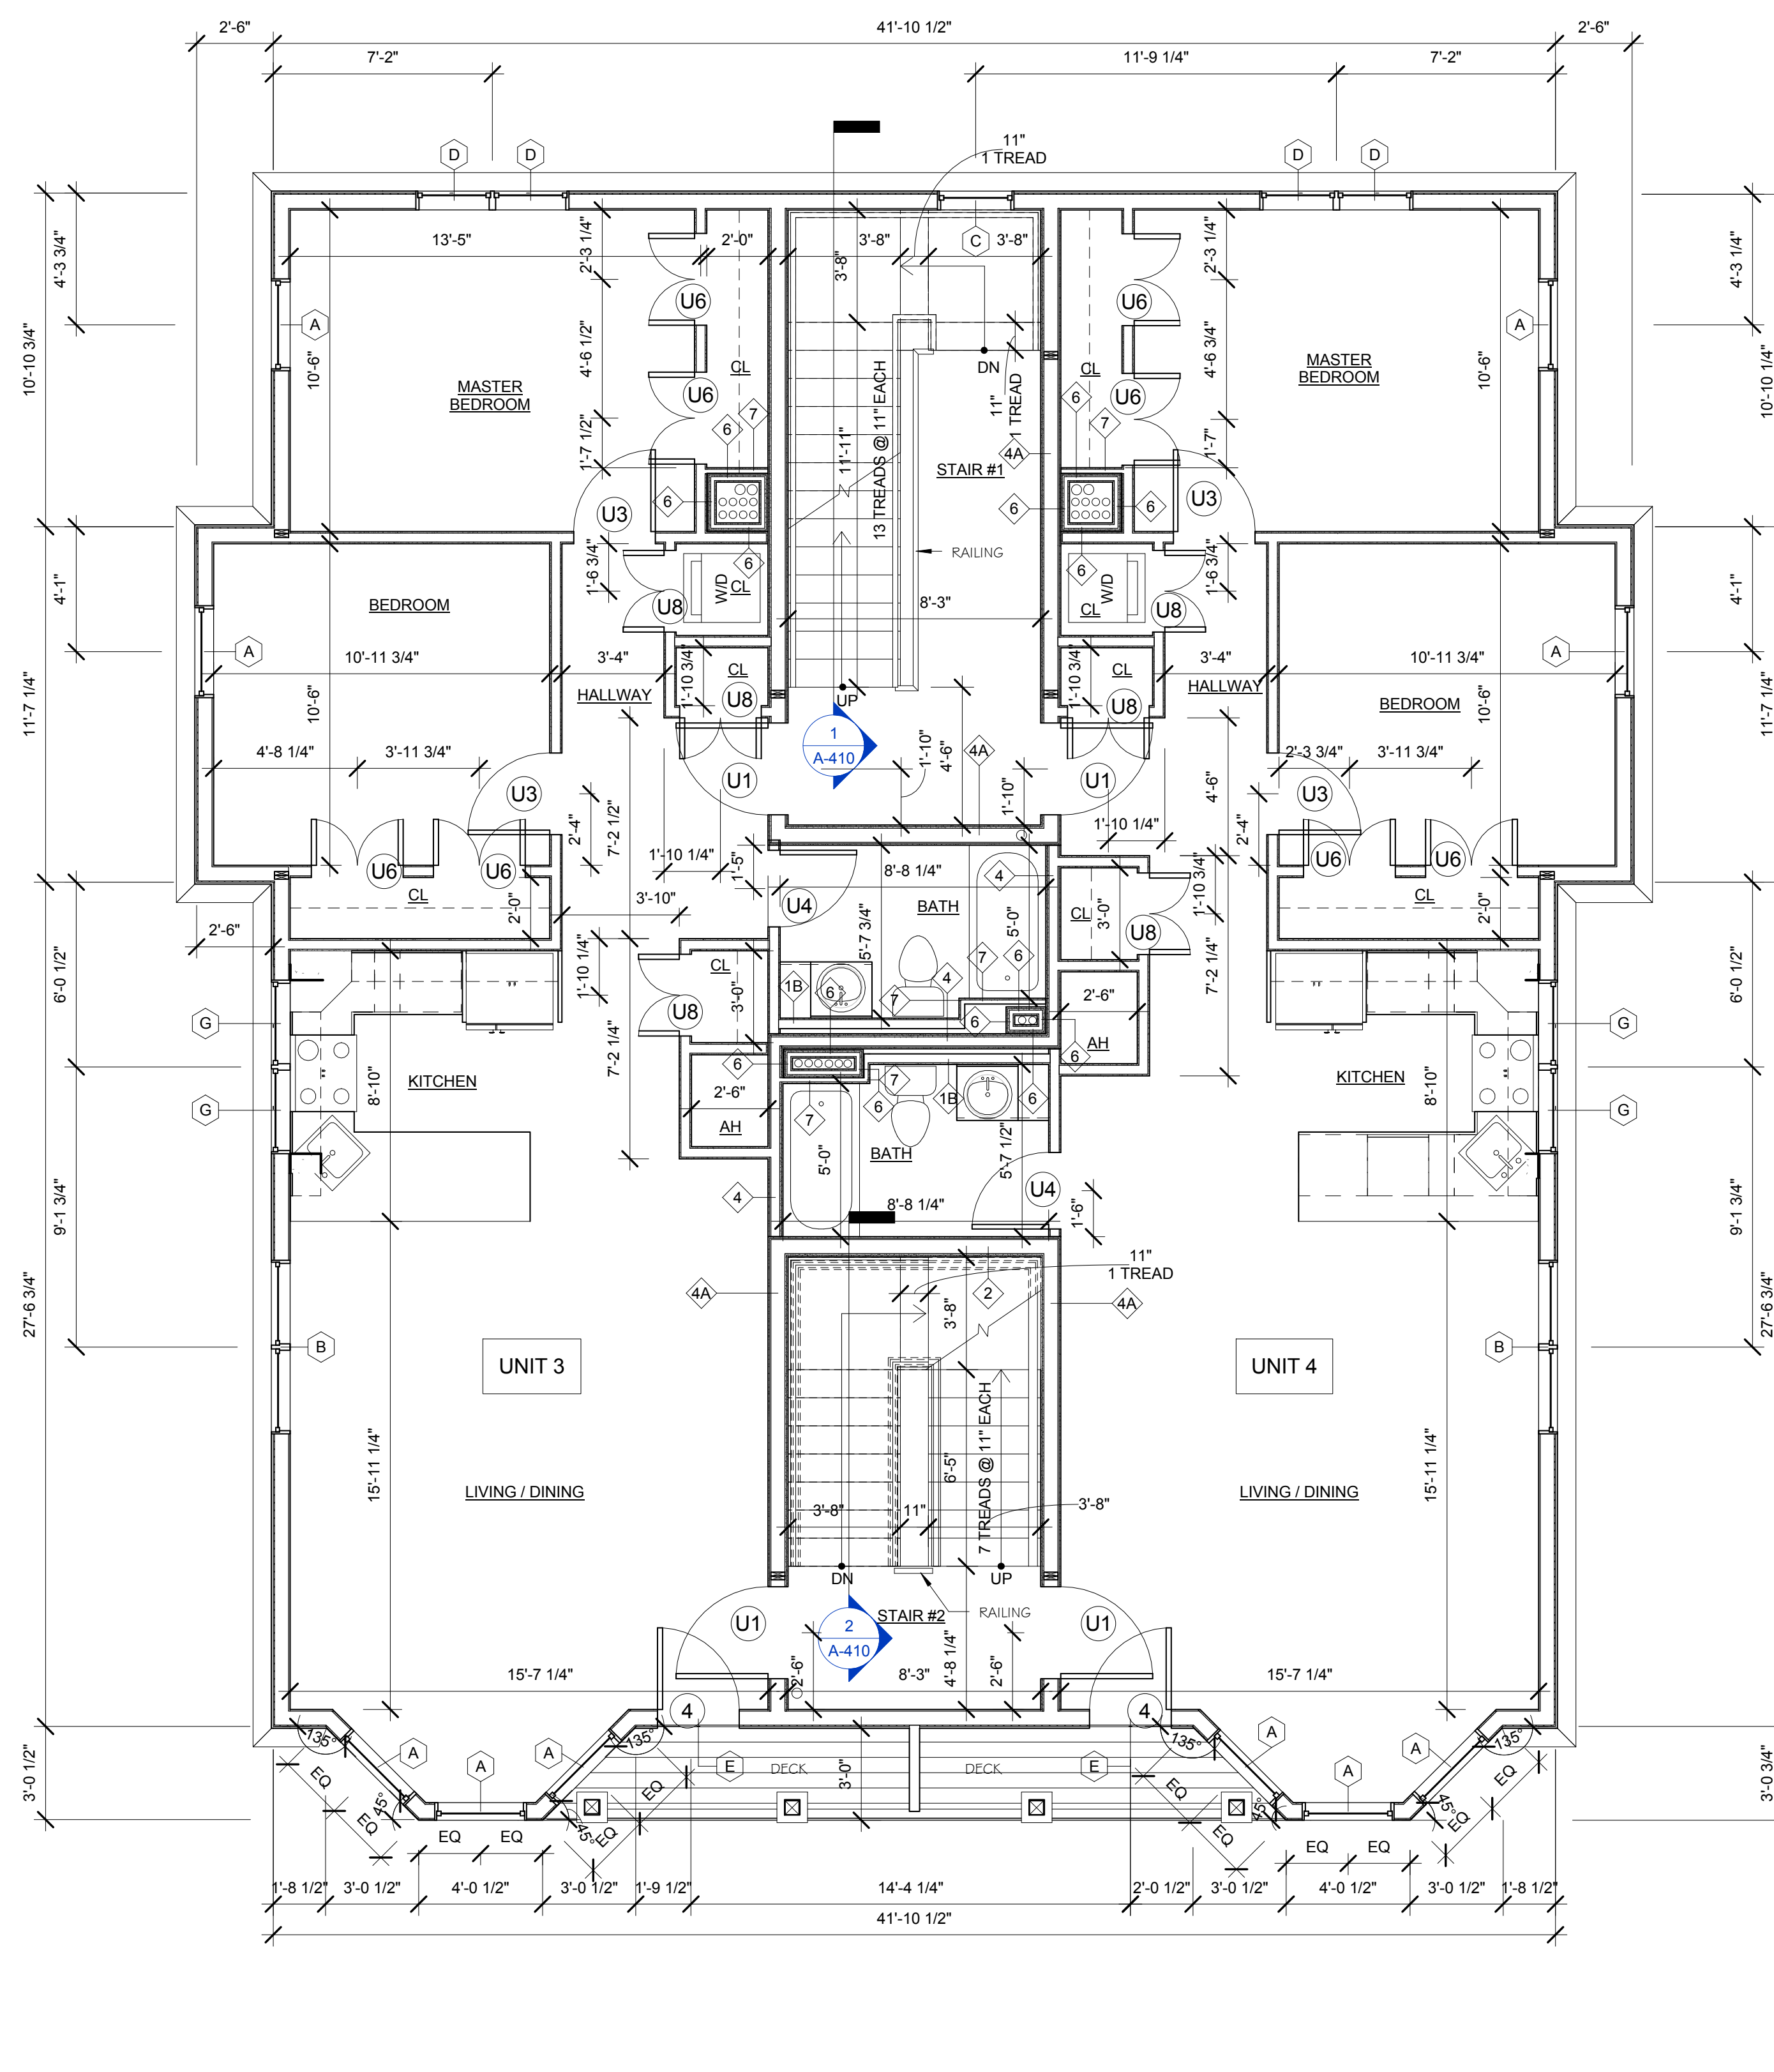 2'-6"
41'-10 1/2"
2'-6"
7'-2"
11'-9 1/4"
7'-2"
D
D
11"
1 TREAD
D
D
4'-3 3/4"
10'-10 3/4"
13'-5"
2'-3 1/4"
2'-0"
3'-8"
3'-8"
C
3'-8"
2'-3 1/4"
4'-3 1/4"
10'-10 1/4"
A
U6
U6
A
10'-6"
4'-6 1/2"
MASTER
BEDROOM
CL
U6
7
6
13 TREADS @ 11" EACH
11'-11"
DN
11"
1 TREAD
CL
6
7
U6
4'-6 3/4"
MASTER
BEDROOM
10'-6"
1'-7 1/2"
4A
STAIR #1
1'-7"
6
U3
N
6
6
U3
4'-1"
11'-7 1/4"
1'-6 3/4"
W/D
CL
6
RAILING
6
W/D
CL
1'-6 3/4"
4'-1"
11'-7 1/4"
BEDROOM
U8
8'-3"
U8
A
10'-11 3/4"
3'-4"
CL
1'-10 3/4"
CL
1'-10 3/4"
3'-4"
10'-11 3/4"
A
HALLWAY
U8
UP
U8
HALLWAY
BEDROOM
10'-6"
10'-6"
4'-8 1/4"
3'-11 3/4"
1
A-410
1'-10"
4'-6"
4A
2'-3 3/4"
3'-11 3/4"
U3
U1
1'-10"
U1
4'-6"
U3
2'-4"
7'-2 1/2"
1'-10 1/4"
1'-10 1/4"
2'-4"
U6
U6
1'-5"
8'-8 1/4"
4
1'-10 3/4"
U6
U6
CL
2'-0"
3'-10"
U4
BATH
5'-0"
CL
3'-0"
U8
2'-0"
2'-6"
5'-7 3/4"
6'-0 1/2"
1'-10 1/4"
CL
3'-0"
7
6
7'-2 1/4"
6'-0 1/2"
1B
6
7
4
2'-6"
G
U8
6
G
7'-2 1/4"
6
AH
6
KITCHEN
8'-10"
2'-6"
7
6
1B
6
KITCHEN
8'-10"
G
AH
7
G
BATH
5'-0"
5'-7 1/2"
9'-1 3/4"
27'-6 3/4"
4
8'-8 1/4"
U4
1'-6"
9'-1 3/4"
27'-6 3/4"
11"
1 TREAD
4A
2
4A
3'-8"
B
UNIT 3
N
UNIT 4
B
7 TREADS @ 11" EACH
15'-11 1/4"
6'-5"
15'-11 1/4"
LIVING / DINING
3'-8"
11"
3'-8"
LIVING / DINING
DN
UP
U1
2
A-410
STAIR #2
RAILING
U1
15'-7 1/4"
2'-6"
8'-3"
4'-8 1/4"
2'-6"
15'-7 1/4"
4
4
135°
A
A
A
135°
E
DECK
3'-0"
DECK
E
135°
A
A
A
135°
3'-0 1/2"
EQ
EQ
45°
45°
EQ
EQ
EQ
EQ
45°
45°
EQ
EQ
3'-0 3/4"
EQ
EQ
EQ
EQ
1'-8 1/2"
3'-0 1/2"
4'-0 1/2"
3'-0 1/2"
1'-9 1/2"
14'-4 1/4"
2'-0 1/2"
3'-0 1/2"
4'-0 1/2"
3'-0 1/2"
1'-8 1/2"
41'-10 1/2"